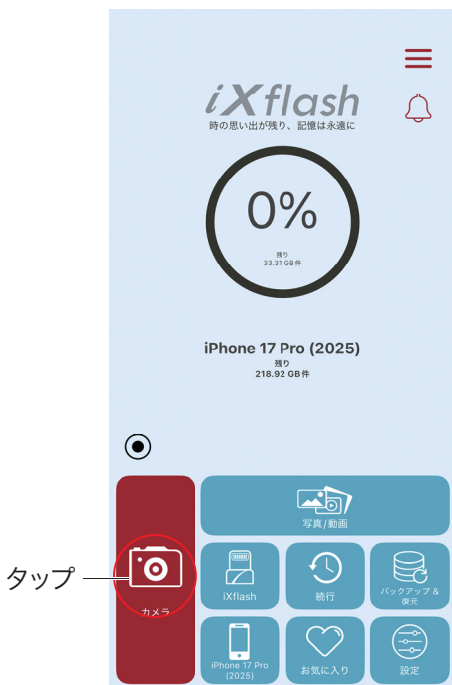 iXflash
時の思い出が残り、記憶は永遠に
0%
残り
23.31 GB 件
iPhone 17 Pro (2025)
残り
218.92 GB 件
写真/動画
タップ
カメラ
iXflash
続行
バックアップ &
復元
iPhone 17 Pro
(2025)
お気に入り
設定